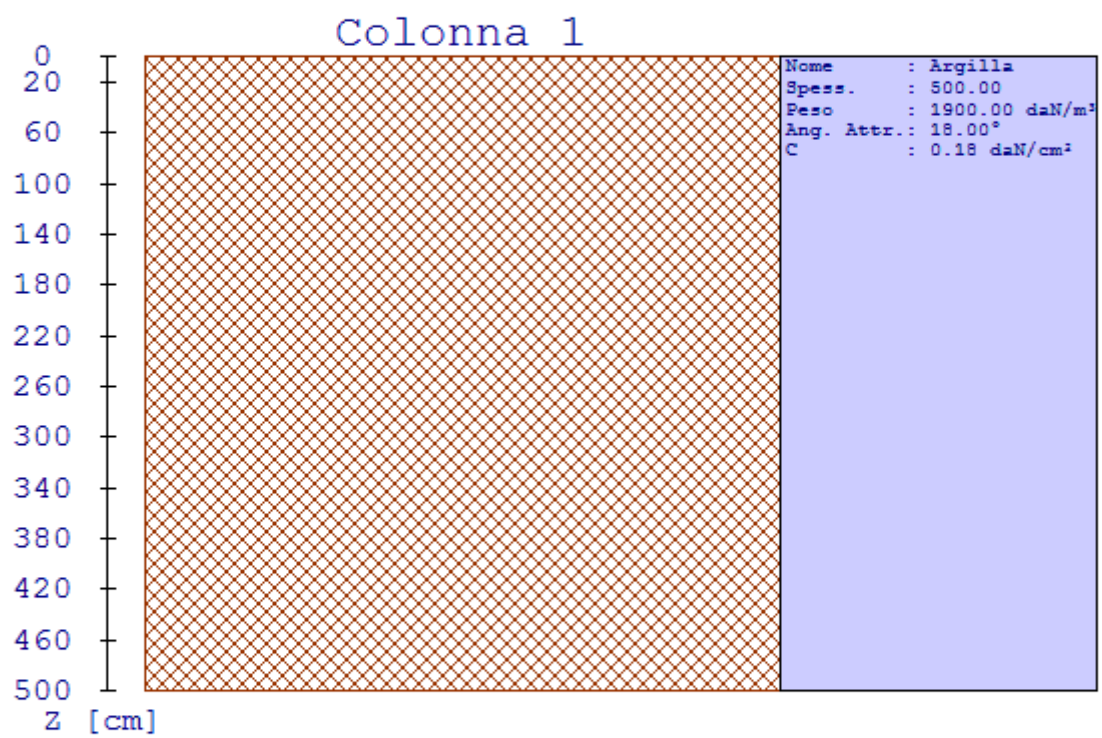 Colonna 1
0
20
60
100
140
180
220
260
300
340
380
420
460
500
Z [cm]
Nome : Argilla
Spess. : 500.00
Peso : 1900.00 daN/m³
Ang. Attr.: 18.00°
C : 0.18 daN/cm²